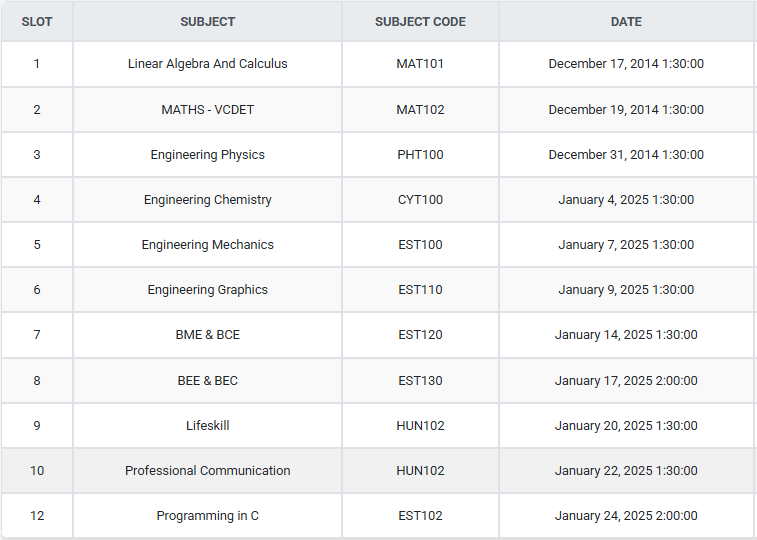 SLOT SUBJECT SUBJECT CODE DATE
1 Linear Algebra And Calculus MAT101 December 17, 2014 1:30:00
2 MATHS - VCDET MAT102 December 19, 2014 1:30:00
3 Engineering Physics PHT100 December 31, 2014 1:30:00
4 Engineering Chemistry CYT100 January 4, 2025 1:30:00
5 Engineering Mechanics EST100 January 7, 2025 1:30:00
6 Engineering Graphics EST110 January 9, 2025 1:30:00
7 BME & BCE EST120 January 14, 2025 1:30:00
8 BEE & BEC EST130 January 17, 2025 2:00:00
9 Lifeskill HUN102 January 20, 2025 1:30:00
10 Professional Communication HUN102 January 22, 2025 1:30:00
12 Programming in C EST102 January 24, 2025 2:00:00